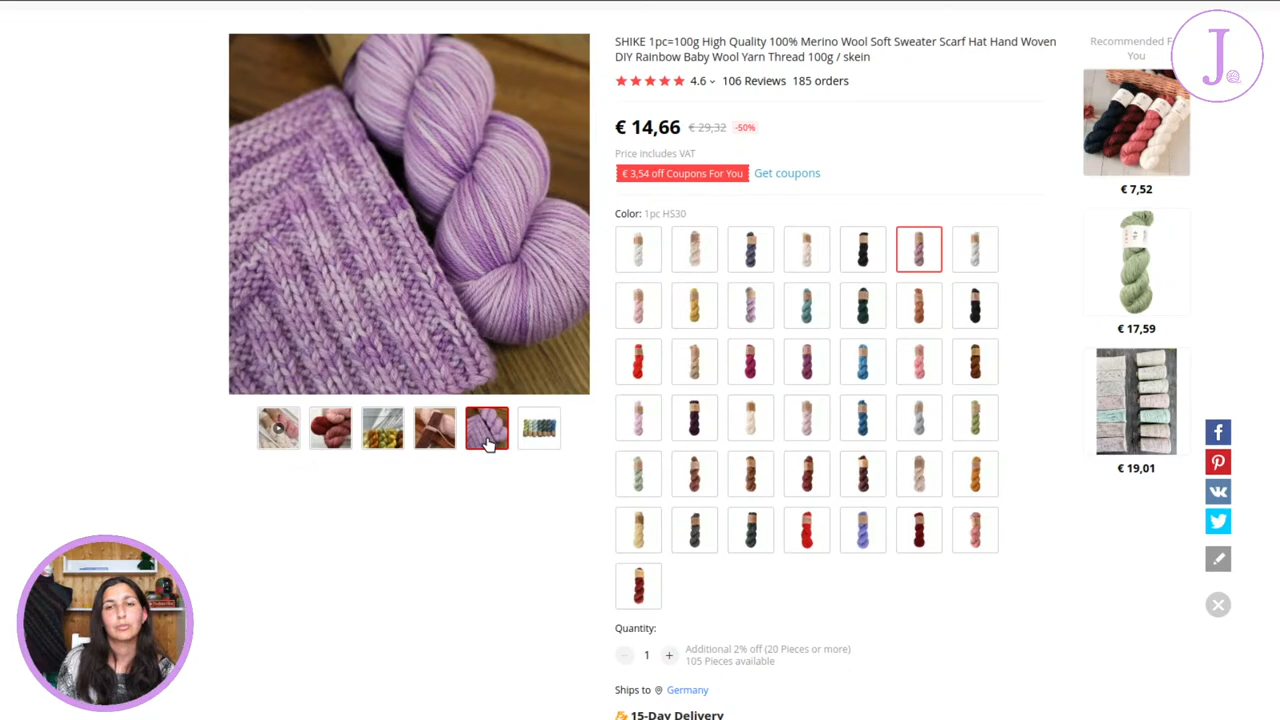 SHIKE 1pc=100g High Quality 100% Merino Wool Soft Sweater Scarf Hat Hand Woven
DIY Rainbow Baby Wool Yarn Thread 100g / skein
4.6 106 Reviews 185 orders
€ 14,66 € 29,32 -50%
Price includes VAT
€ 3,54 off Coupons For You Get coupons
Color: 1pc HS30
Quantity:
1
Additional 2% off (20 Pieces or more)
105 Pieces available
Ships to Germany
15-Day Delivery
Recommended F
You
J
€ 7,52
€ 17,59
€ 19,01